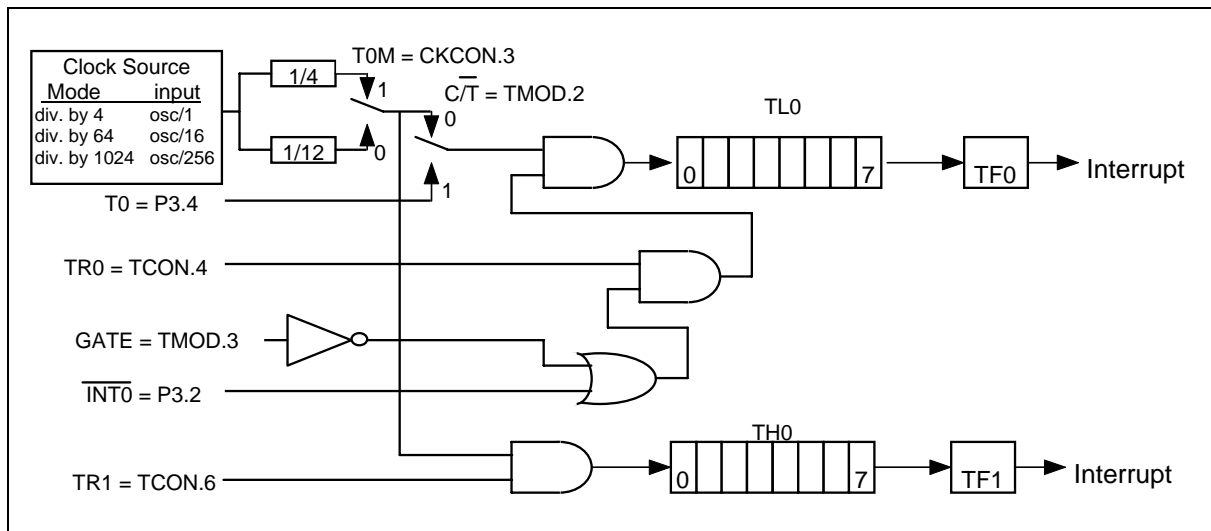 T0M = CKCON.3
Clock Source
Mode input
div. by 4 osc/1
div. by 64 osc/16
div. by 1024 osc/256
1/4
1
C/T̅ = TMOD.2
0
1/12
0
1
TL0
0 7
TF0
Interrupt
T0 = P3.4
TR0 = TCON.4
GATE = TMOD.3
I̅N̅T̅0̅ = P3.2
TR1 = TCON.6
TH0
0 7
TF1
Interrupt